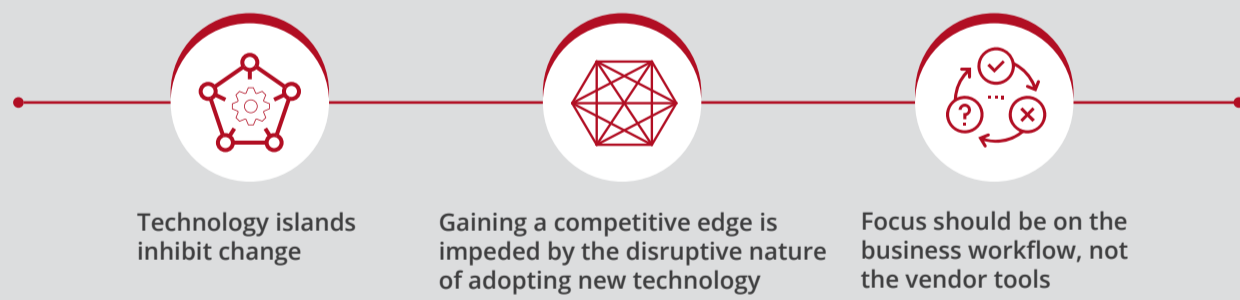 Technology islands
inhibit change
Gaining a competitive edge is
impeded by the disruptive nature
of adopting new technology
Focus should be on the
business workflow, not
the vendor tools